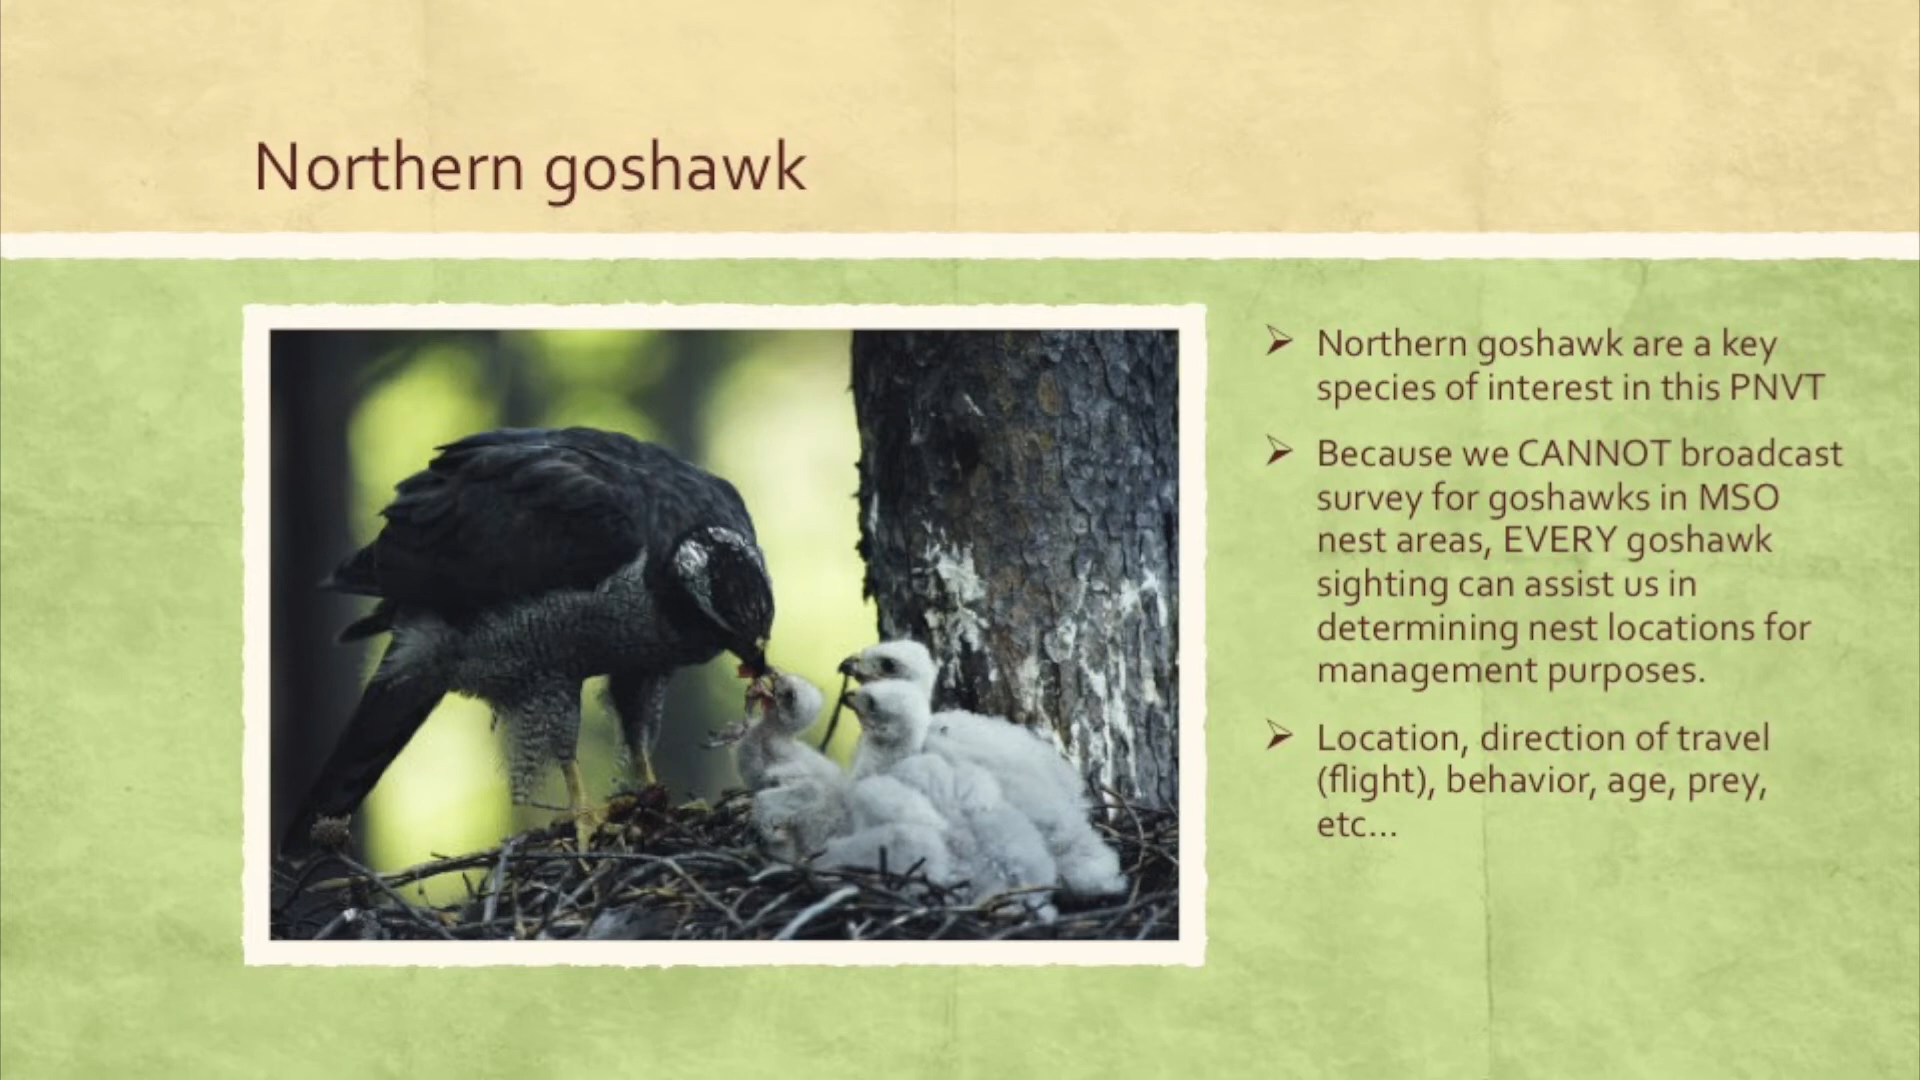 Northern goshawk
➢ Northern goshawk are a key
species of interest in this PNVT
➢ Because we CANNOT broadcast
survey for goshawks in MSO
nest areas, EVERY goshawk
sighting can assist us in
determining nest locations for
management purposes.
➢ Location, direction of travel
(flight), behavior, age, prey,
etc...